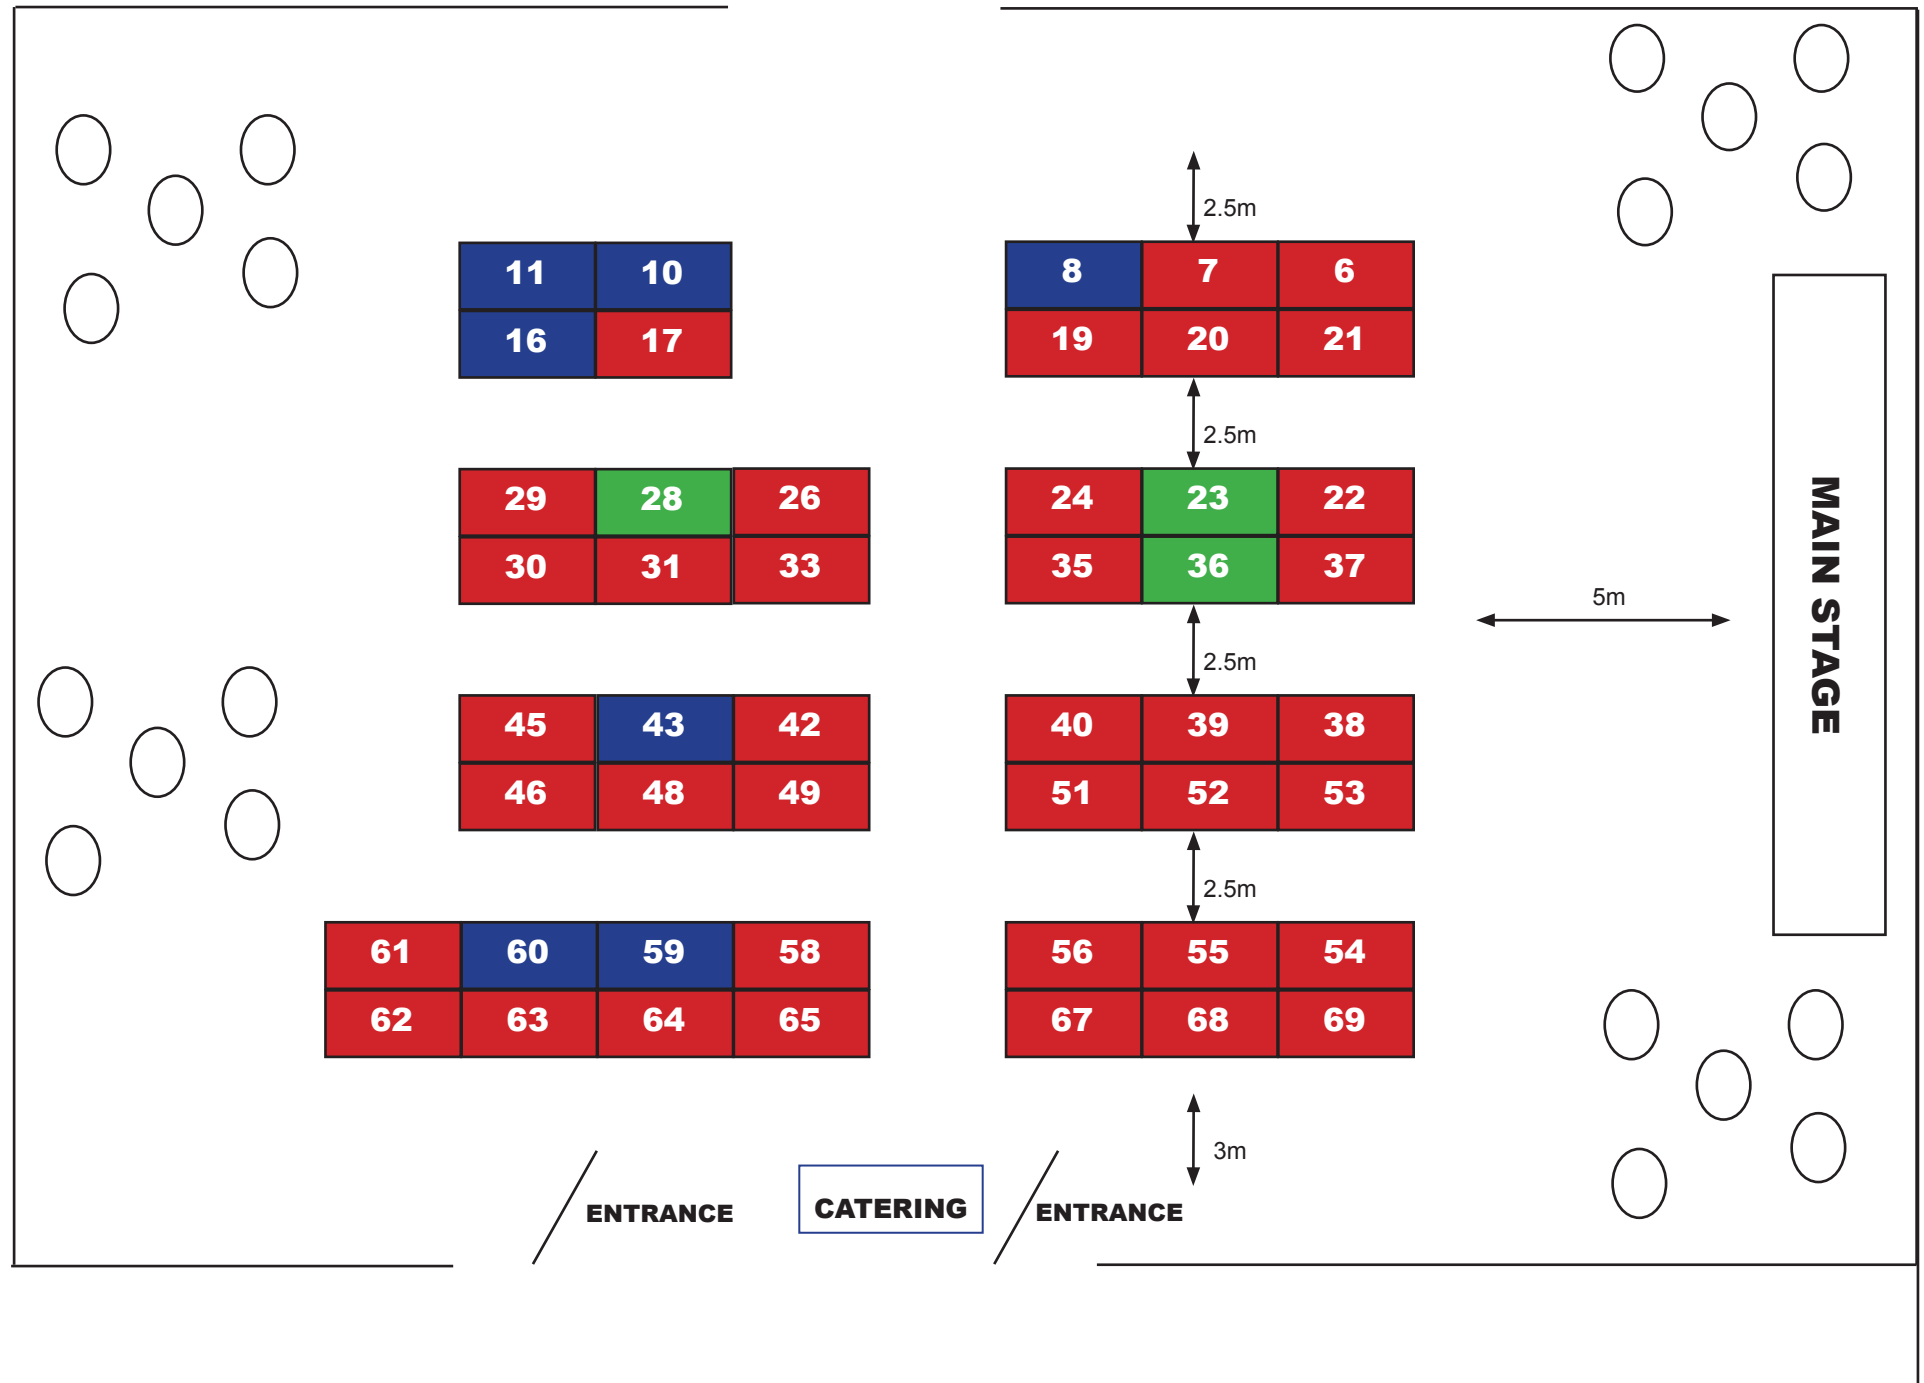 2.5m
11 10 8 7 6
16 17 19 20 21
2.5m
29 28 26 24 23 22
30 31 33 35 36 37
MAIN STAGE
5m
2.5m
45 43 42 40 39 38
46 48 49 51 52 53
2.5m
61 60 59 58 56 55 54
62 63 64 65 67 68 69
3m
ENTRANCE CATERING ENTRANCE